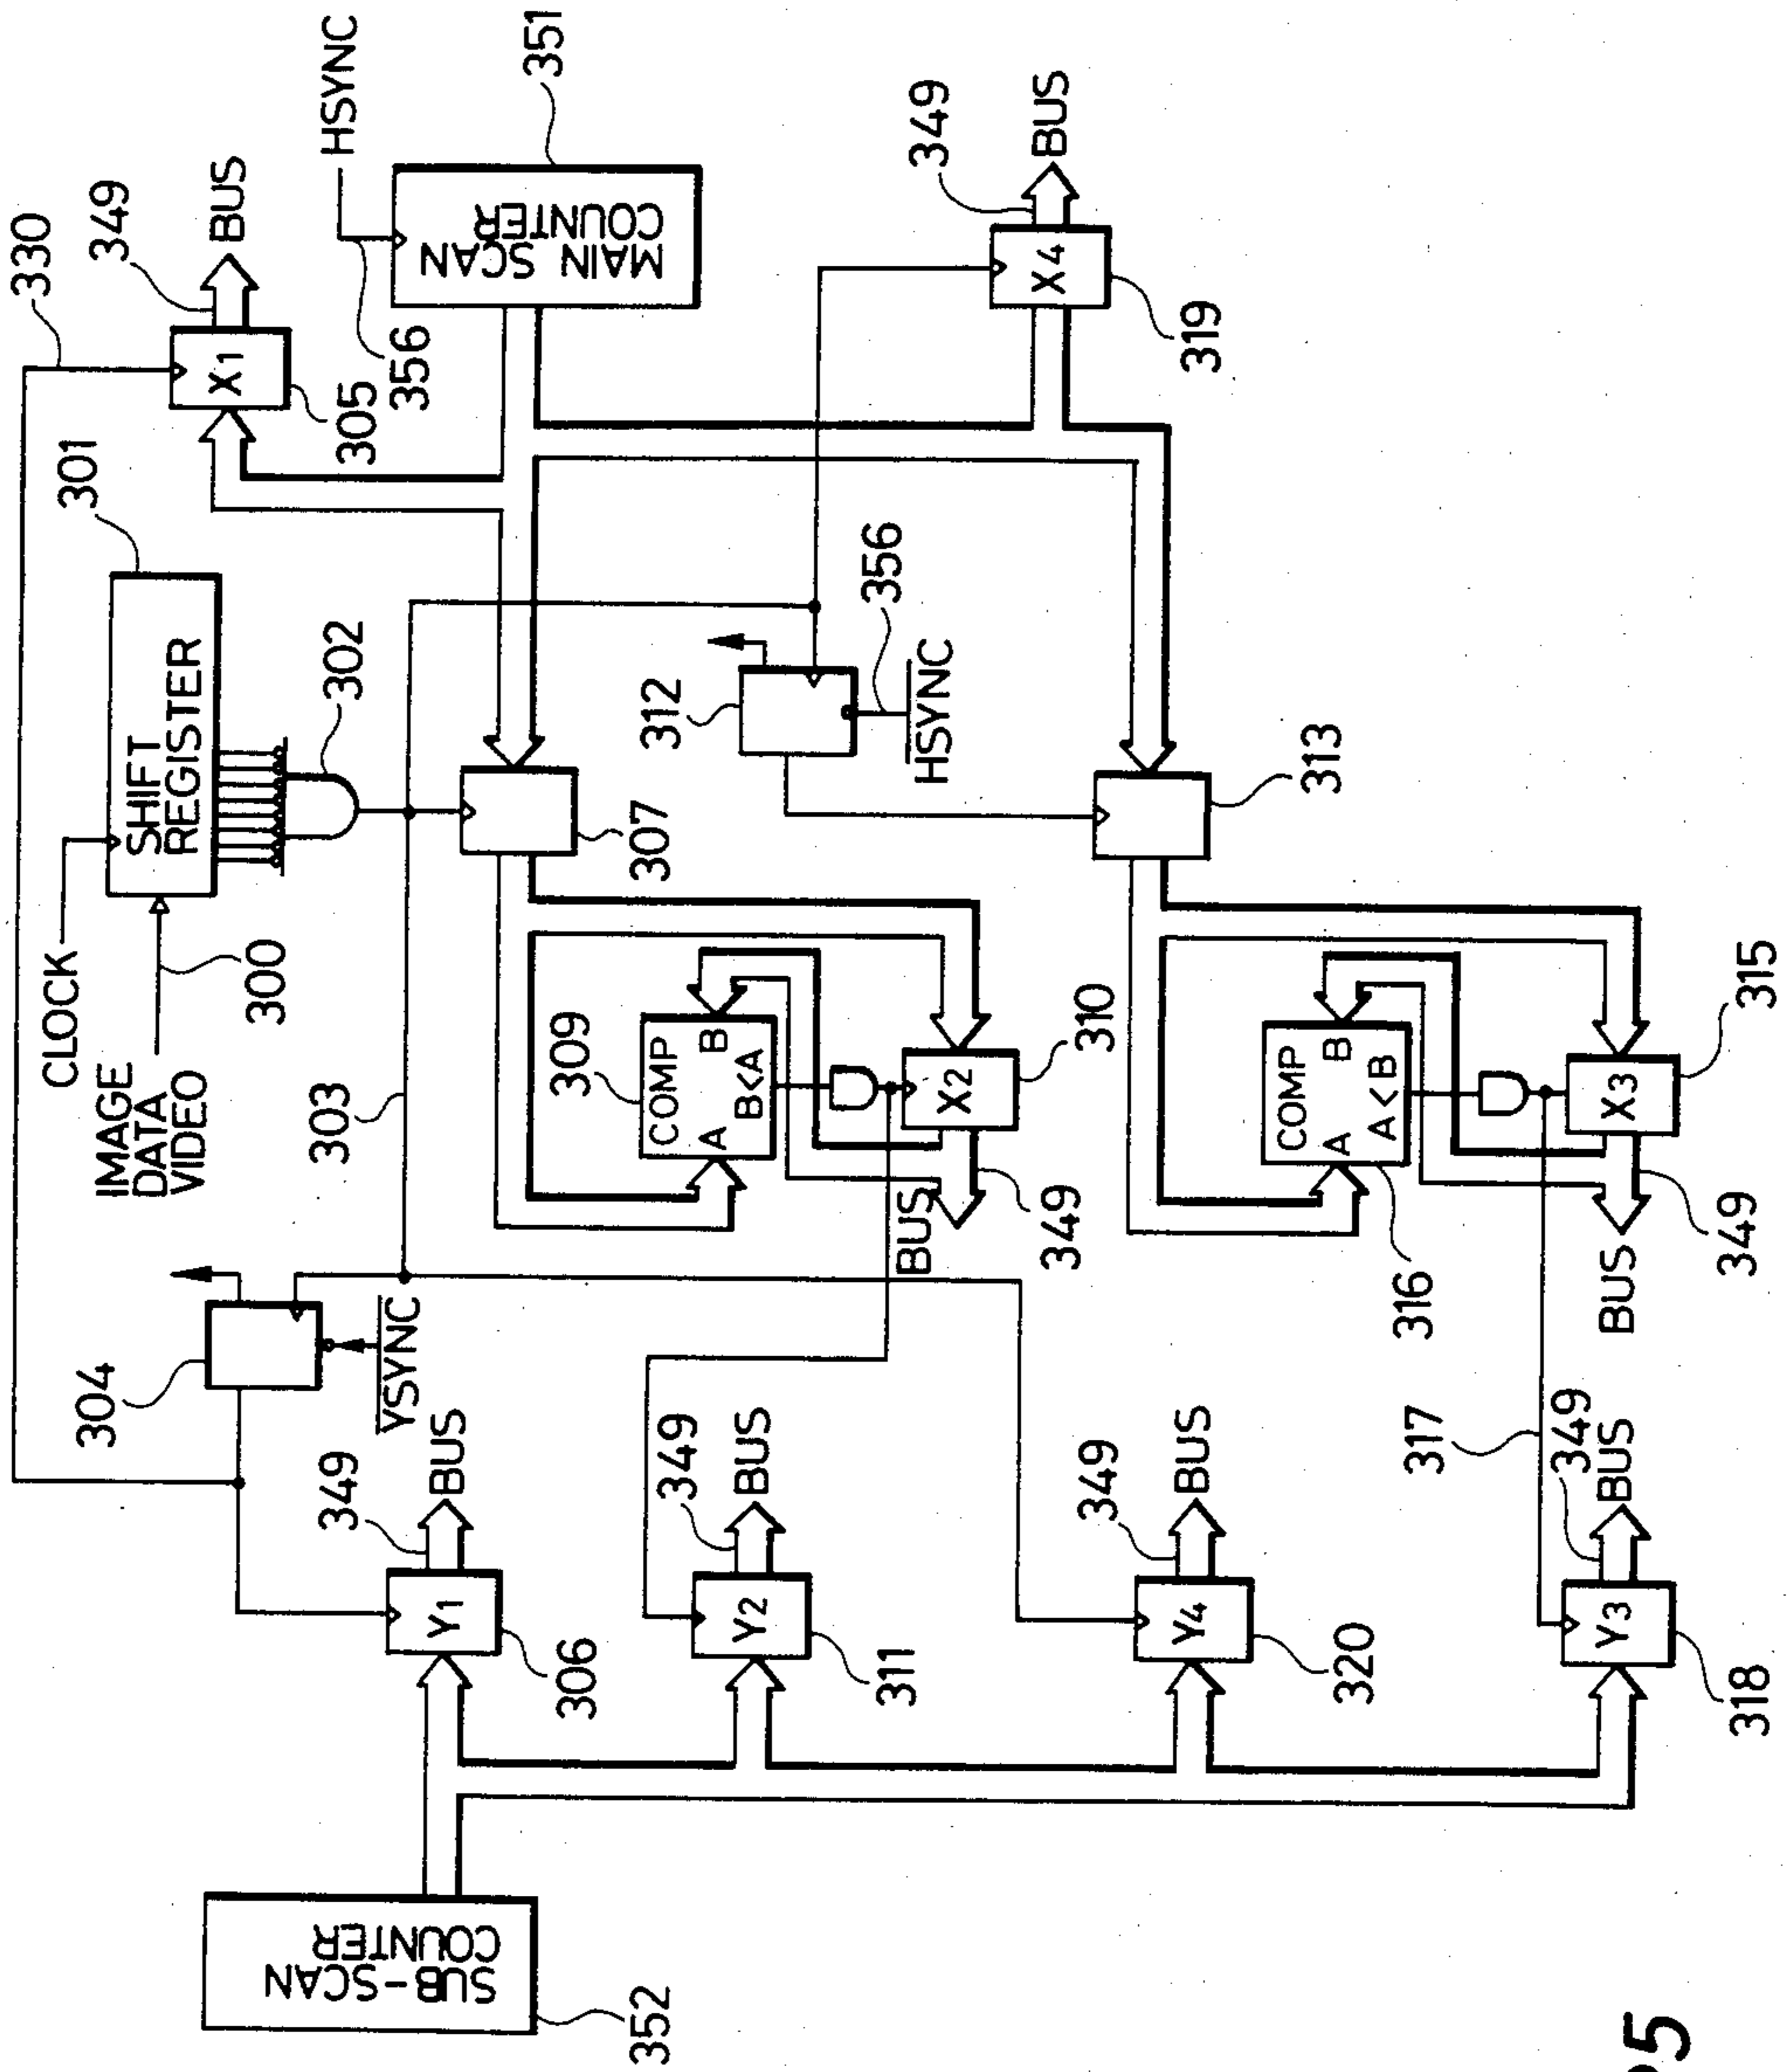 330
349
BUS
HSYNC
351
X1
305
356
MAIN SCAN
COUNTER
301
SHIFT
REGISTER
CLOCK
IMAGE
DATA
VIDEO
300
302
303
304
VSYNC
349
BUS
Y1
306
307
312
356
HSYNC
349
BUS
X4
319
313
309
COMP
A
B
B<A
310
X2
BUS
349
349
BUS
Y2
311
COMP
A
B
A<B
316
315
X3
BUS
349
317
349
BUS
Y4
320
349
BUS
Y3
318
SUB-SCAN
COUNTER
352